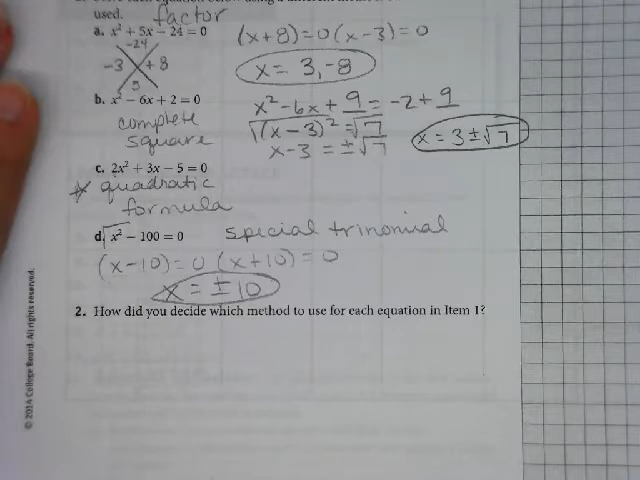 used. factor
a. x² + 5x − 24 = 0 (x+8)=0(x−3)=0
-24
-3 +8
5
x = 3, -8
b. x² − 6x + 2 = 0
complete square
x² − 6x + 9 = -2 + 9
√(x−3)² = √7
x−3 = ±√7
x = 3 ± √7
c. 2x² + 3x − 5 = 0
* quadratic
formula
d. √x² − 100 = 0 special trinomial
(x−10)=0 (x+10)=0
x = ±10
2. How did you decide which method to use for each equation in Item 1?
© 2014 College Board. All rights reserved.